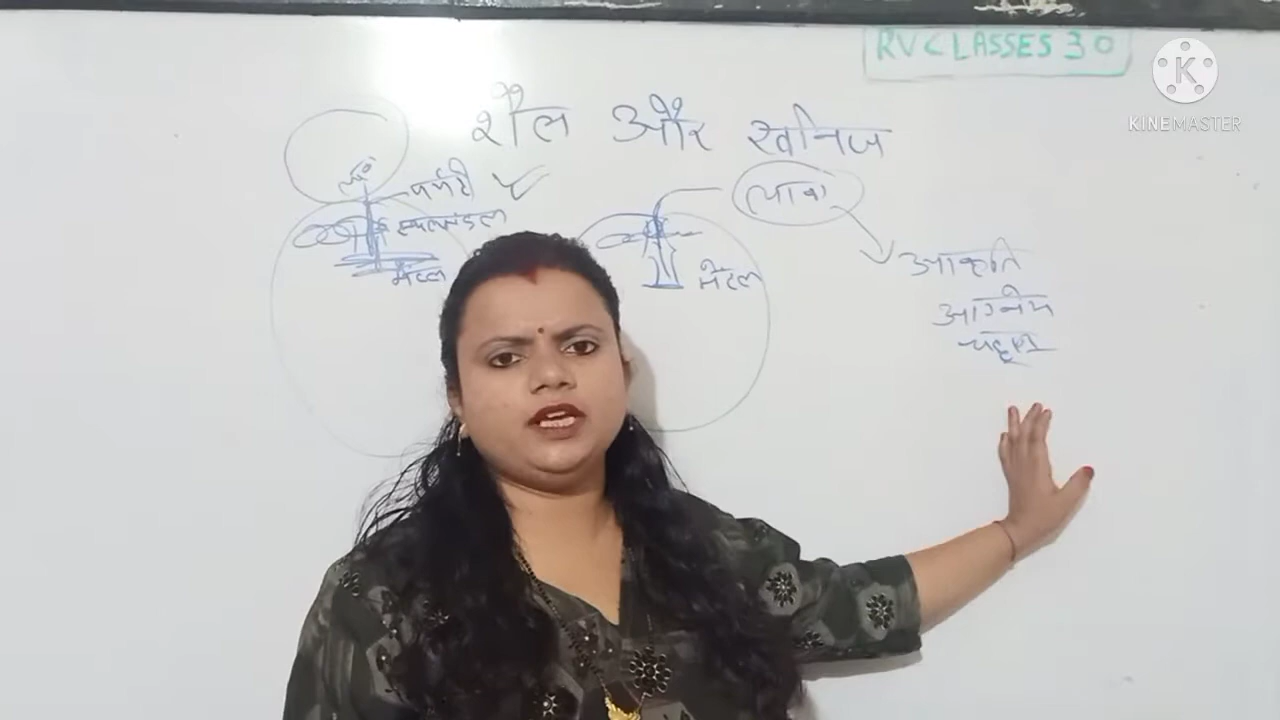 RV CLASSES 30
KINEMASTER
शैल और खनिज
पर्पटी
स्थलमंडल
मेंटल
मेंटल
लावा
आकृति
आग्नेय
चट्टान